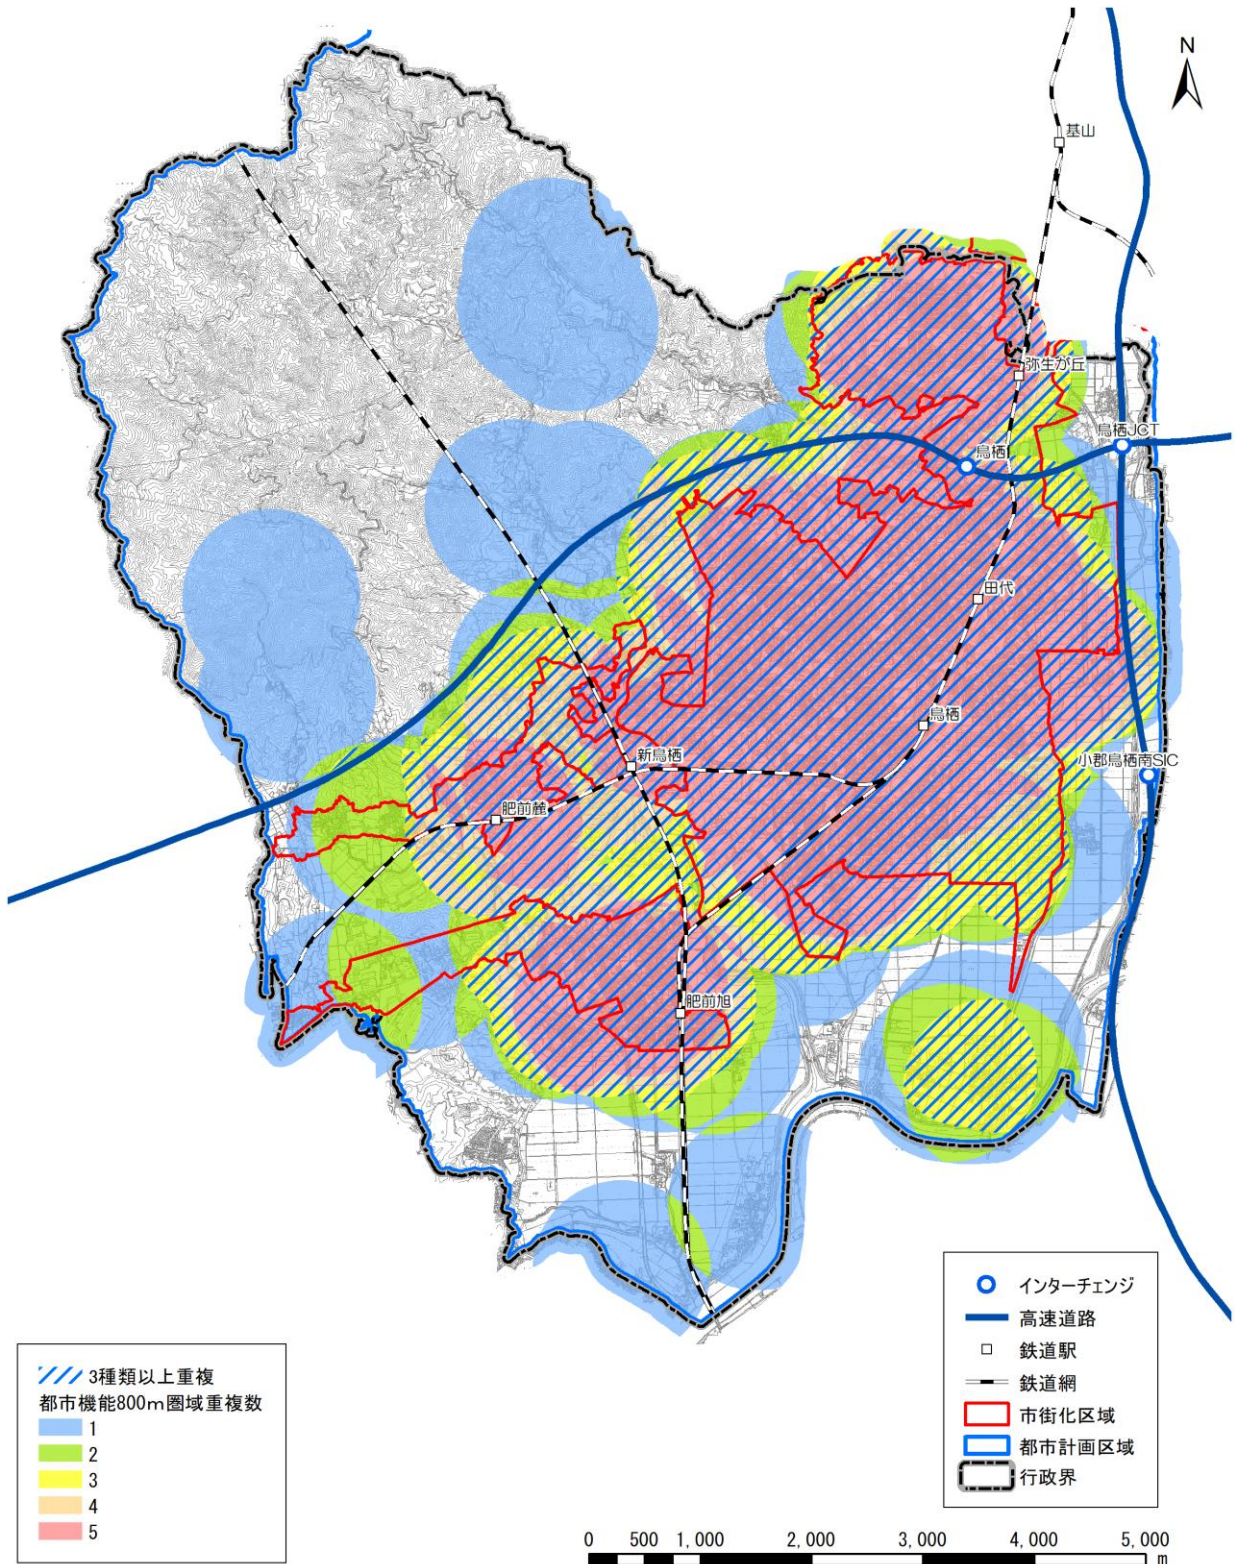 N
基山
弥生が丘
鳥栖JCT
鳥栖
田代
鳥栖
新鳥栖
小郡鳥栖南SIC
肥前麓
肥前旭
インターチェンジ
高速道路
鉄道駅
鉄道網
市街化区域
都市計画区域
行政界
3種類以上重複
都市機能800m圏域重複数
1
2
3
4
5
0 500 1,000 2,000 3,000 4,000 5,000
m